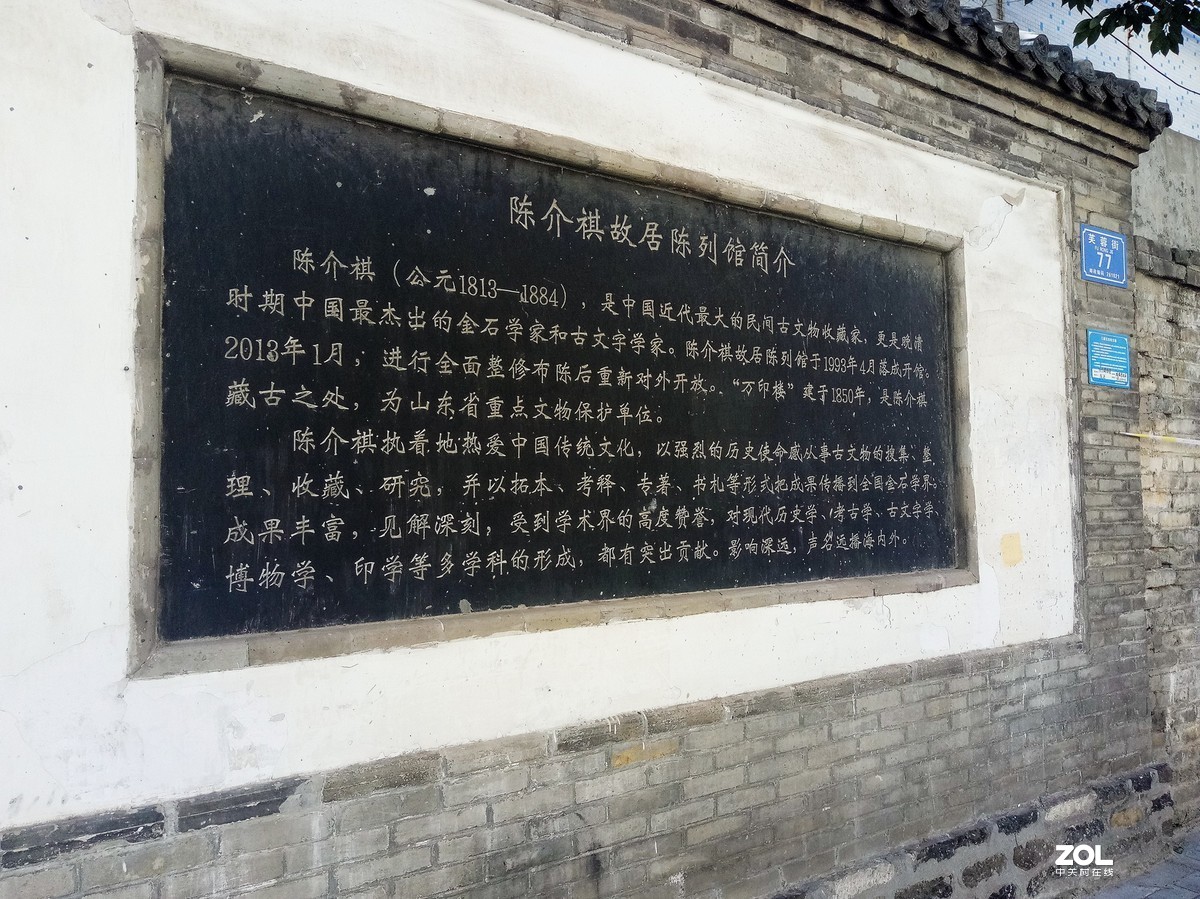 陈介祺故居陈列馆简介
陈介祺（公元1813—1884），是中国近代最大的民间古文物收藏家，更是晚清
时期中国最杰出的金石学家和古文字学家。陈介祺故居陈列馆于1993年4月落成开馆。
2013年1月，进行全面整修布陈后重新对外开放。“万印楼”建于1850年，是陈介祺
藏古之处，为山东省重点文物保护单位。
陈介祺执着地热爱中国传统文化，以强烈的历史使命感从事古文物的搜集、整
理、收藏、研究，并以拓本、考释、专著、书札等形式把成果传播到全国金石学界。
成果丰富，见解深刻，受到学术界的高度赞誉，对现代历史学、考古学、古文字学、
博物学、印学等多学科的形成，都有突出贡献。影响深远，声名远播海内外。
芙蓉街
77
ZOL
中关村在线